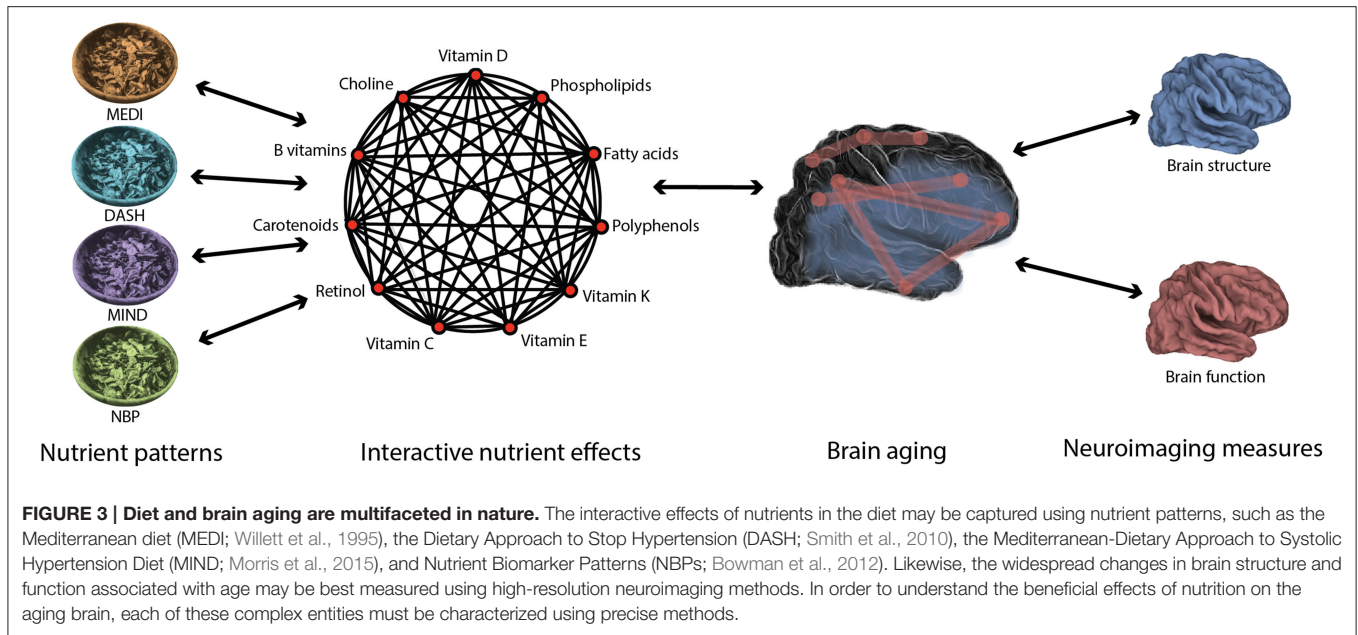 MEDI
DASH
MIND
NBP
Nutrient patterns
Vitamin D
Choline
Phospholipids
B vitamins
Fatty acids
Carotenoids
Polyphenols
Retinol
Vitamin K
Vitamin C
Vitamin E
Interactive nutrient effects
Brain aging
Brain structure
Brain function
Neuroimaging measures
FIGURE 3 | Diet and brain aging are multifaceted in nature. The interactive effects of nutrients in the diet may be captured using nutrient patterns, such as the
Mediterranean diet (MEDI; Willett et al., 1995), the Dietary Approach to Stop Hypertension (DASH; Smith et al., 2010), the Mediterranean-Dietary Approach to Systolic
Hypertension Diet (MIND; Morris et al., 2015), and Nutrient Biomarker Patterns (NBPs; Bowman et al., 2012). Likewise, the widespread changes in brain structure and
function associated with age may be best measured using high-resolution neuroimaging methods. In order to understand the beneficial effects of nutrition on the
aging brain, each of these complex entities must be characterized using precise methods.